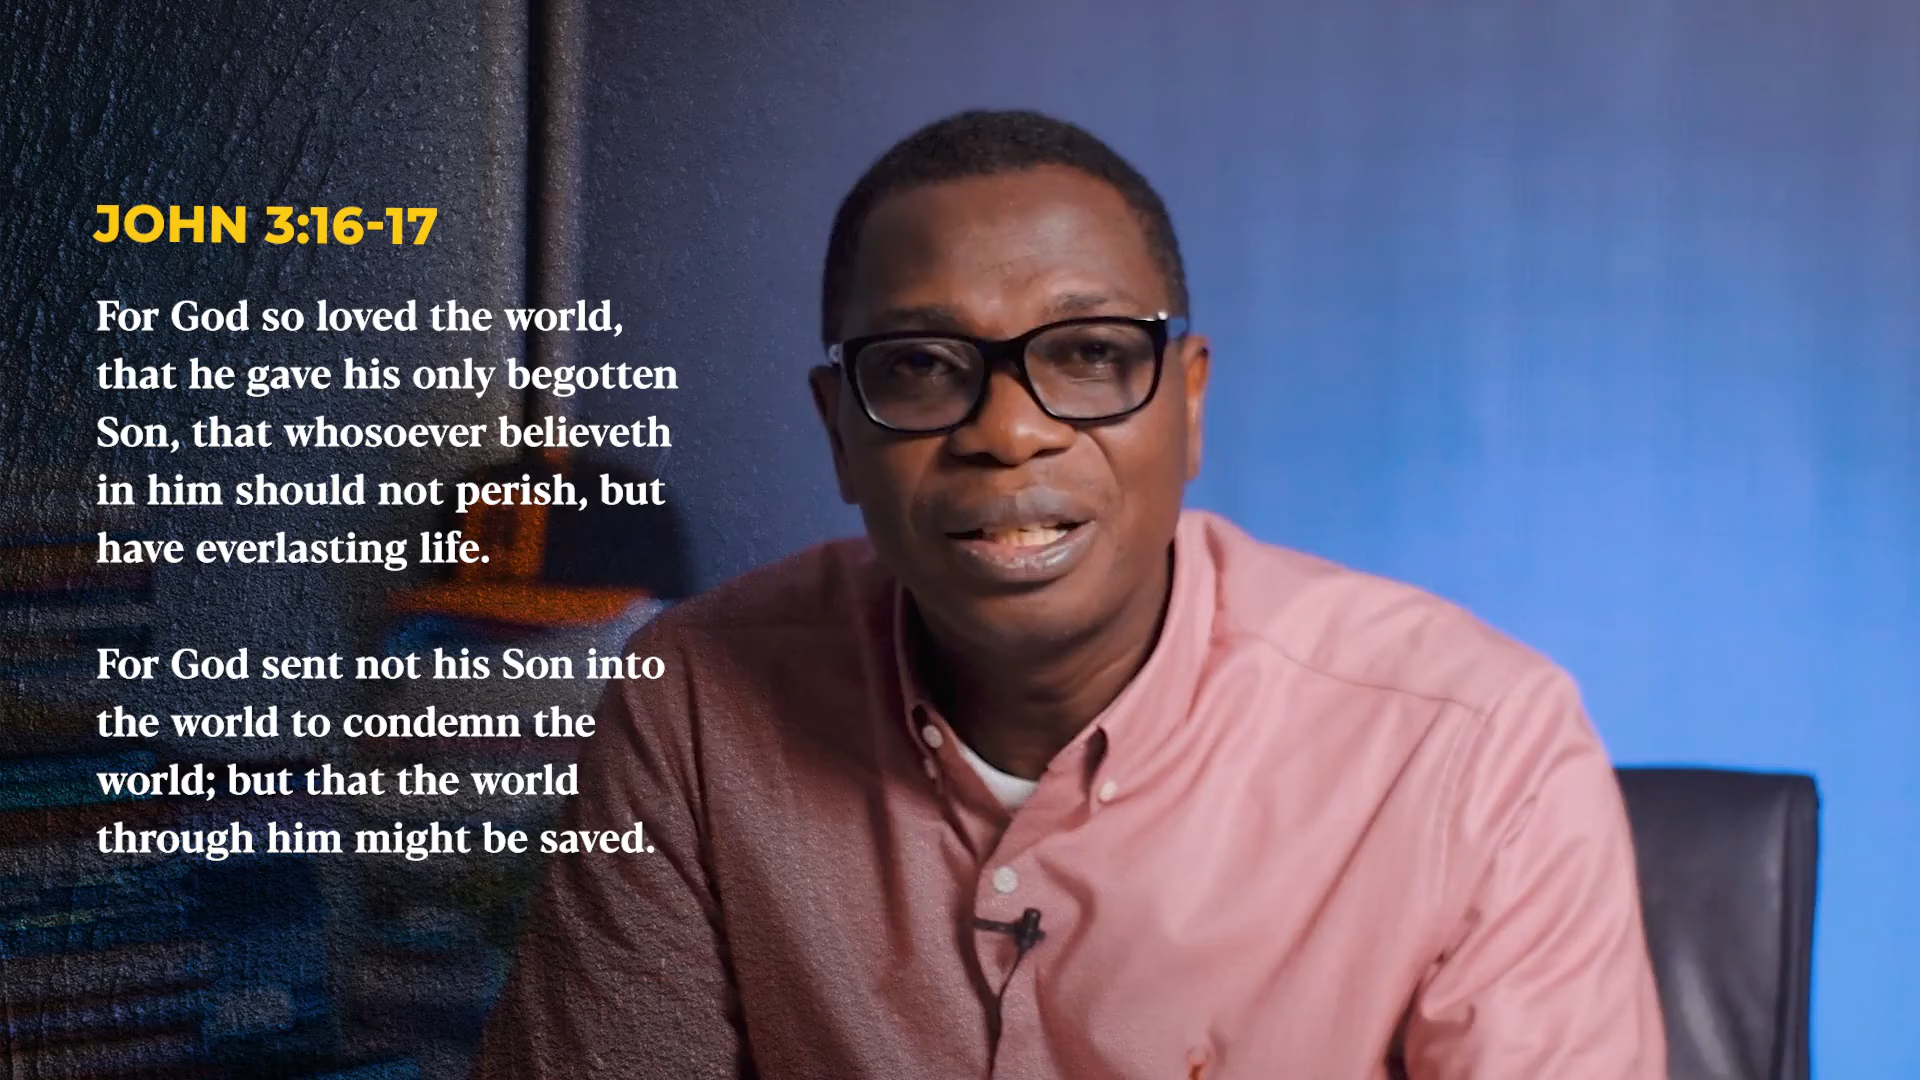 JOHN 3:16-17
For God so loved the world,
that he gave his only begotten
Son, that whosoever believeth
in him should not perish, but
have everlasting life.
For God sent not his Son into
the world to condemn the
world; but that the world
through him might be saved.